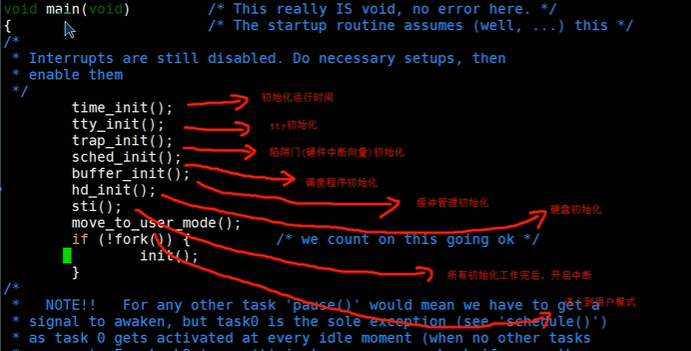 void main(void) /* This really IS void, no error here. */
{ /* The startup routine assumes (well, ...) this */
/*
* Interrupts are still disabled. Do necessary setups, then
* enable them
*/
time_init(); 初始化运行时间
tty_init(); tty初始化
trap_init(); 陷阱门(硬件中断向量)初始化
sched_init(); 调度程序初始化
buffer_init(); 缓冲管理初始化
hd_init(); 硬盘初始化
sti(); 所有初始化工作完后，开启中断
move_to_user_mode(); 到用户模式
if (!fork()) { /* we count on this going ok */
init();
}
/*
* NOTE!! For any other task 'pause()' would mean we have to get a
* signal to awaken, but task0 is the sole exception (see 'schedule()')
* as task 0 gets activated at every idle moment (when no other tasks